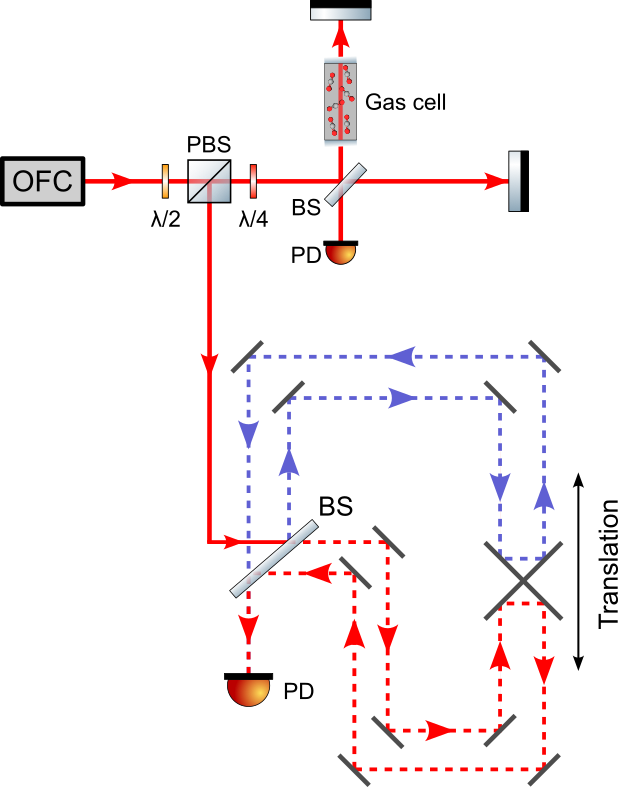 Gas cell
PBS
OFC
λ/2
λ/4
BS
PD
BS
Translation
PD